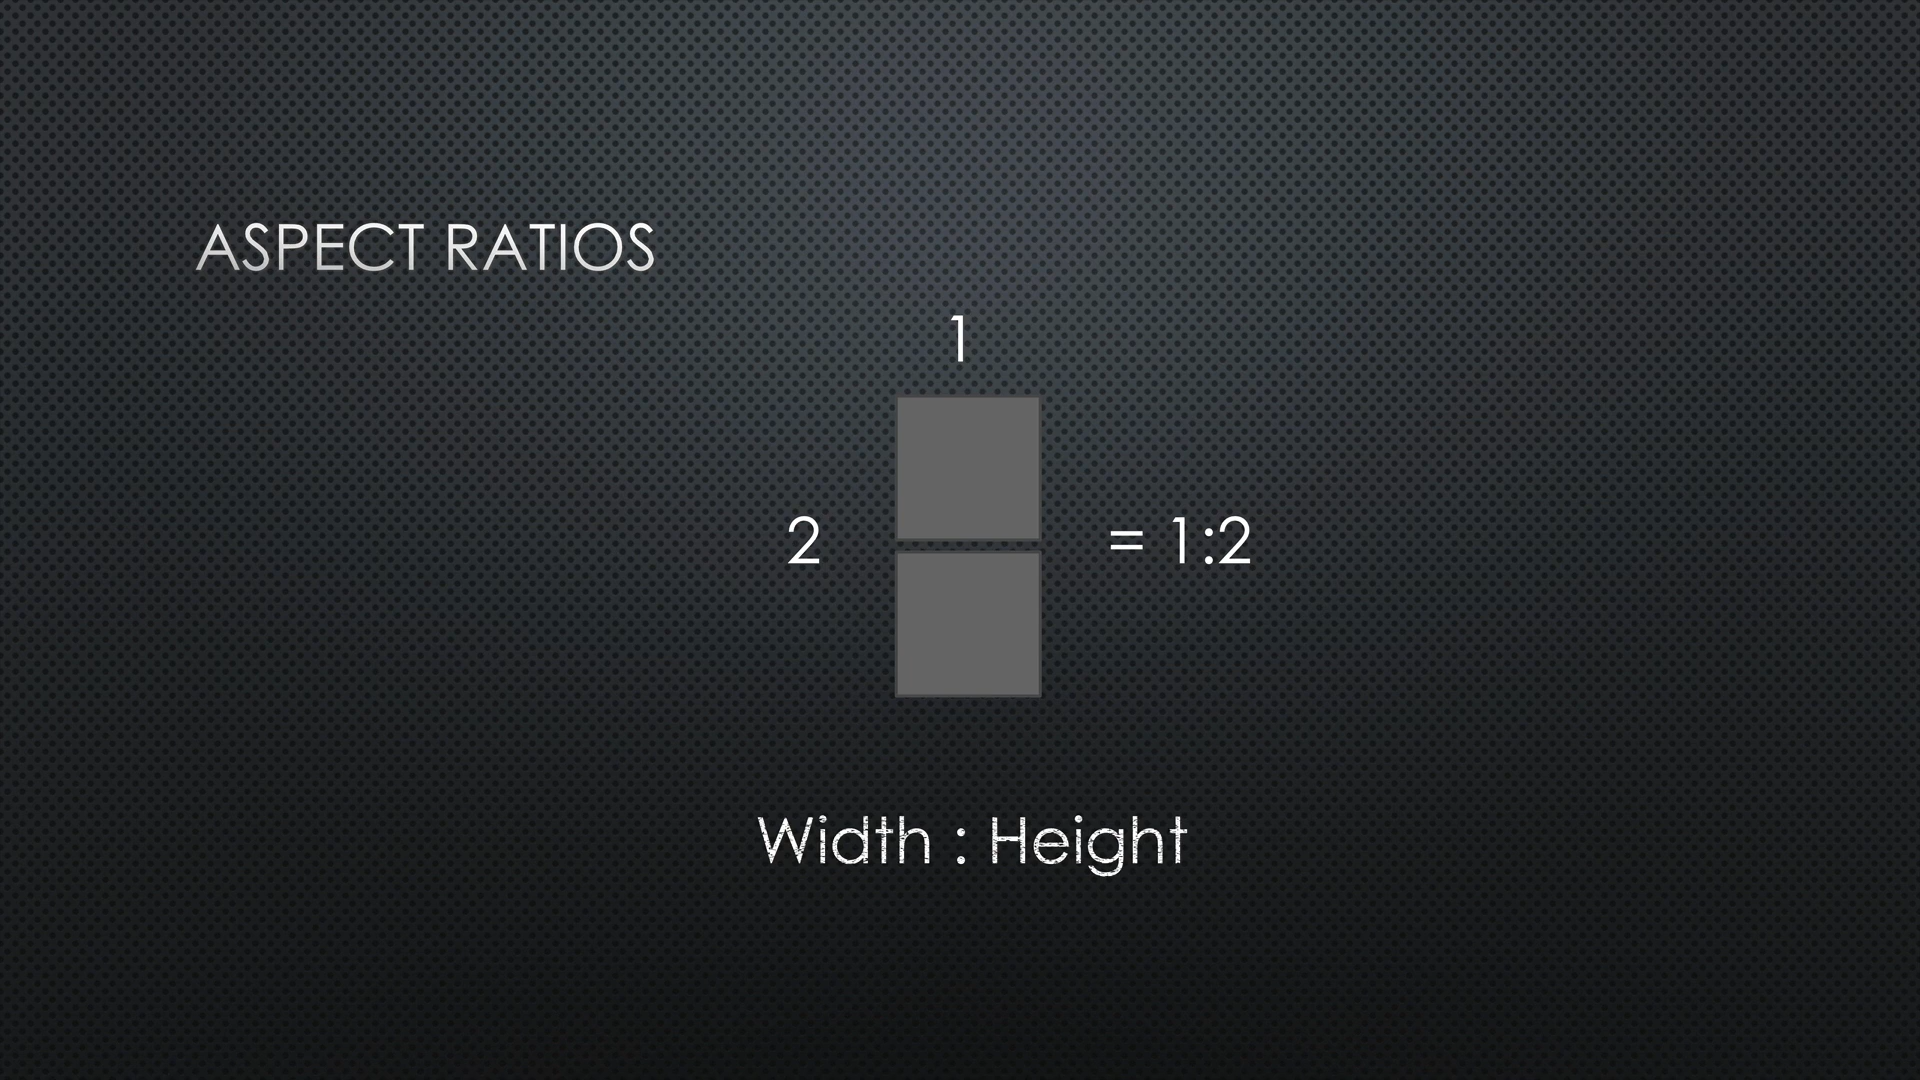 ASPECT RATIOS
1
2
= 1:2
Width : Height